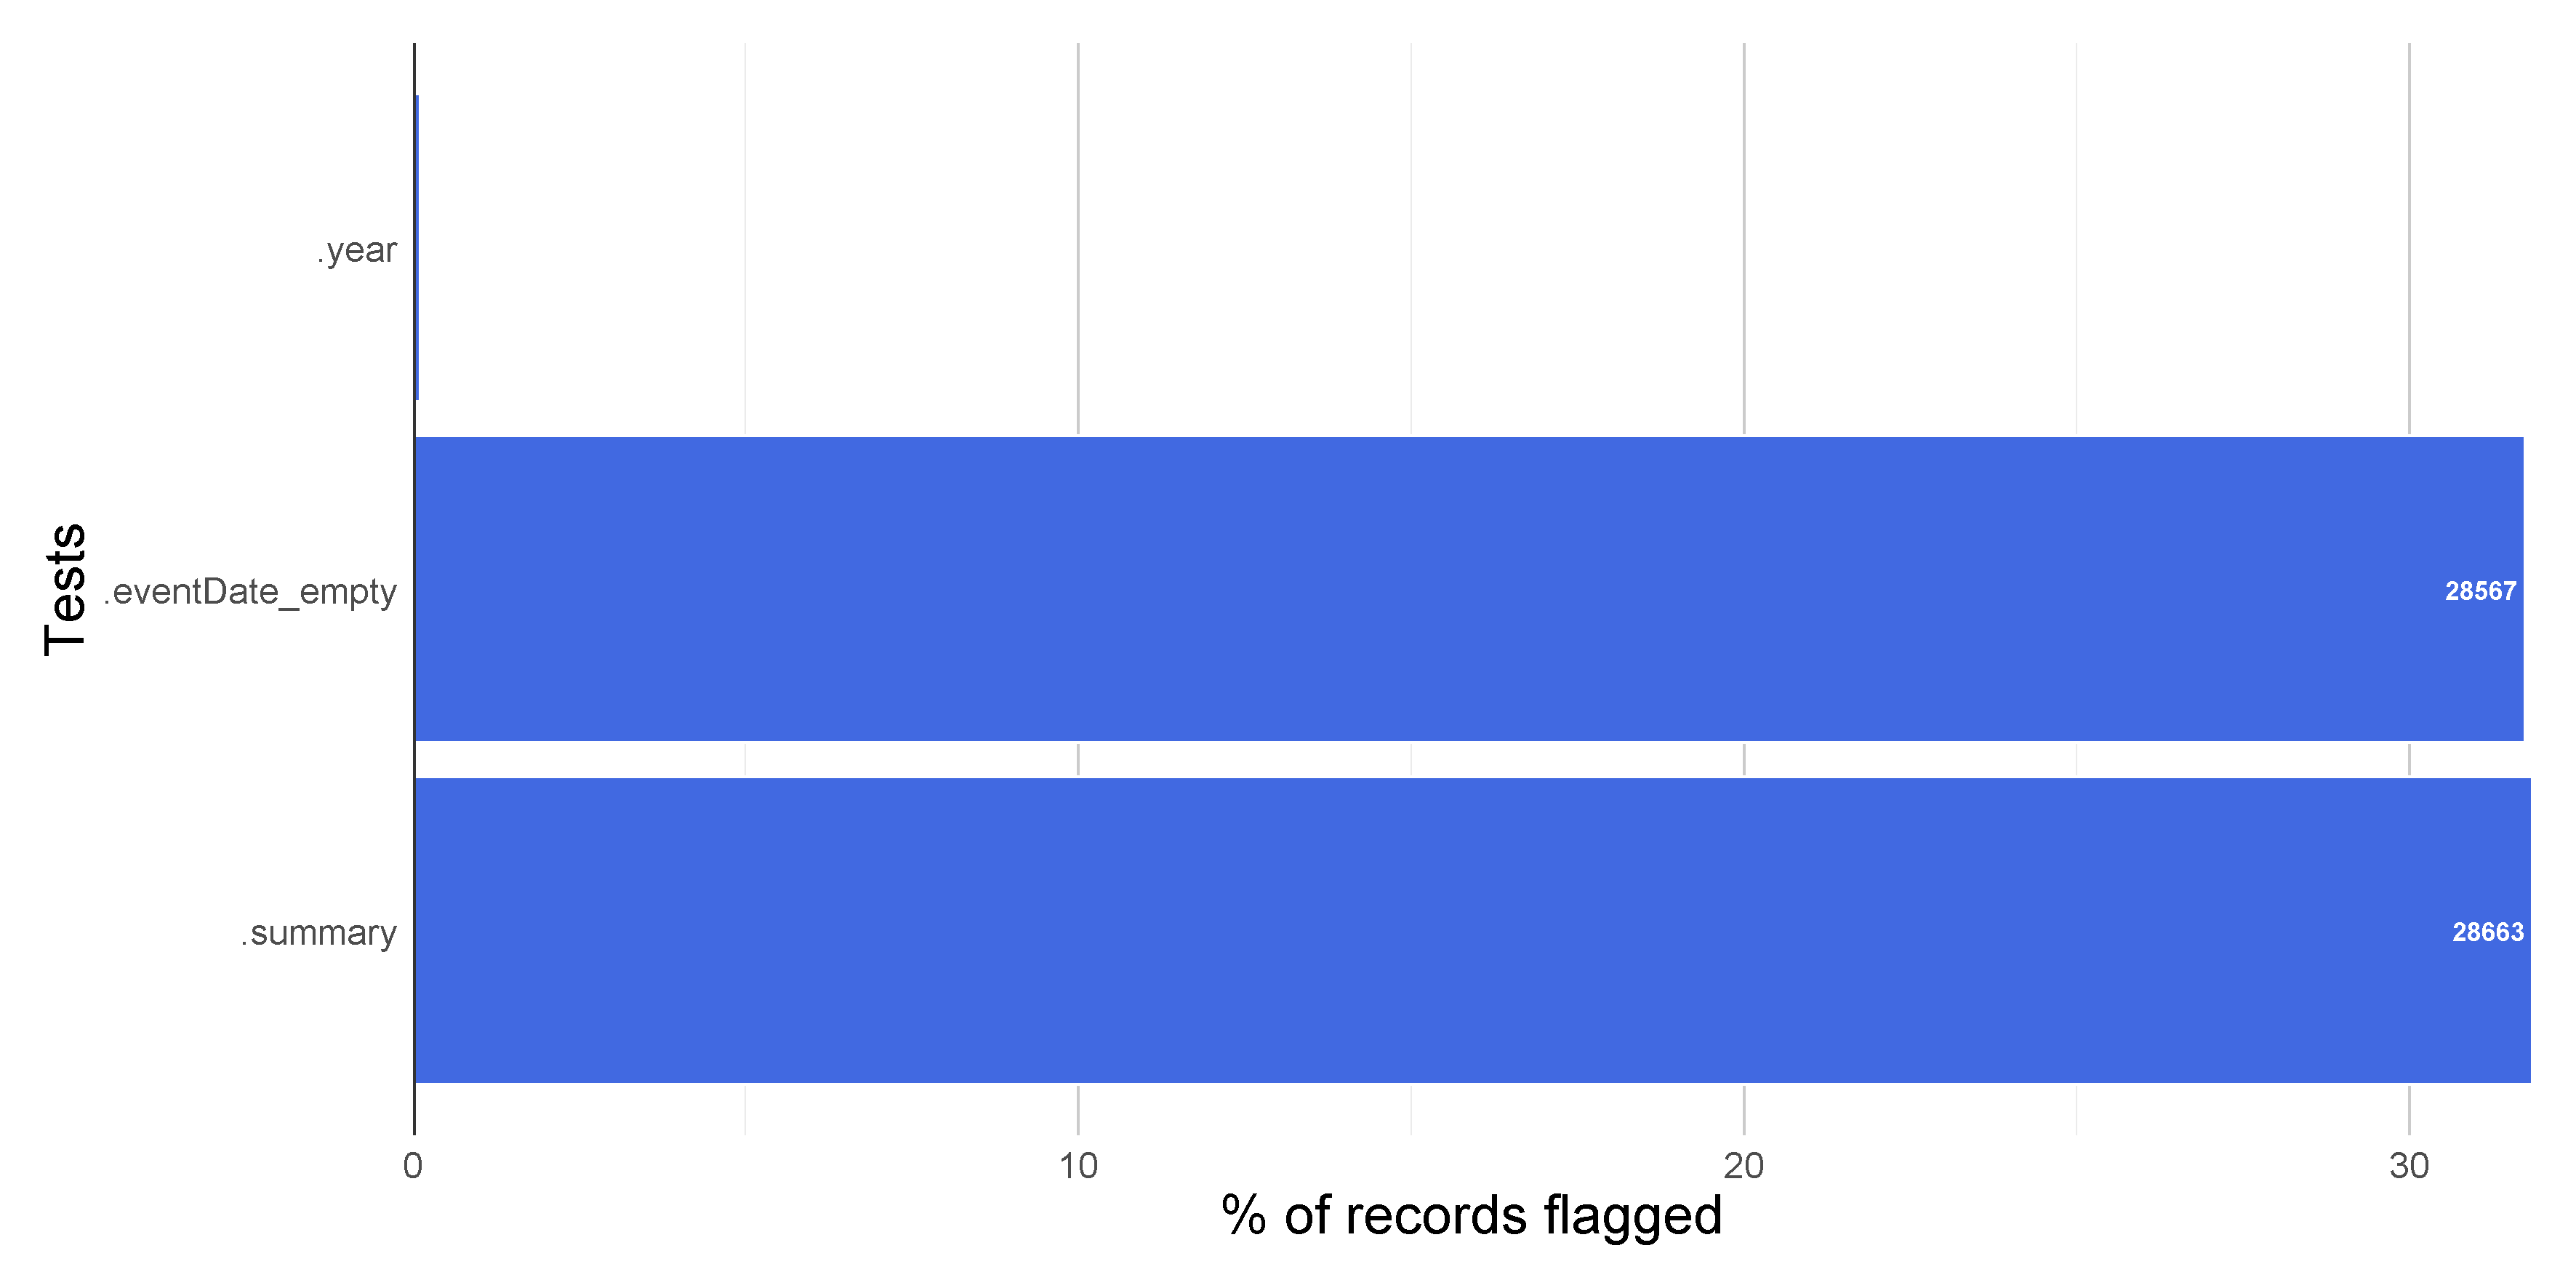 .year
Tests
.eventDate_empty
28567
.summary
28663
0
10
20
30
% of records flagged